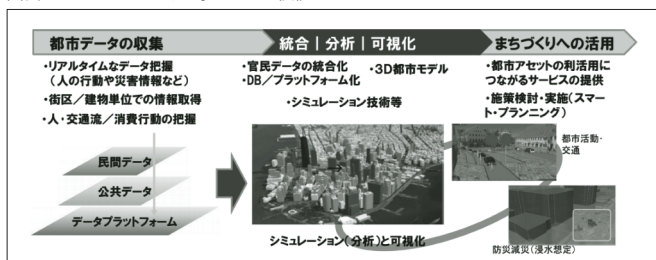 都市データの収集
・リアルタイムなデータ把握
（人の行動や災害情報など）
・街区／建物単位での情報取得
・人・交通流／消費行動の把握
民間データ
公共データ
データプラットフォーム
統合｜分析｜可視化
・官民データの統合化
・3D都市モデル
・DB／プラットフォーム化
・シミュレーション技術等
シミュレーション（分析）と可視化
まちづくりへの活用
・都市アセットの利活用に
つながるサービスの提供
・施策検討・実施（スマー
ト・プランニング）
都市活動・
交通
防災減災（浸水想定）